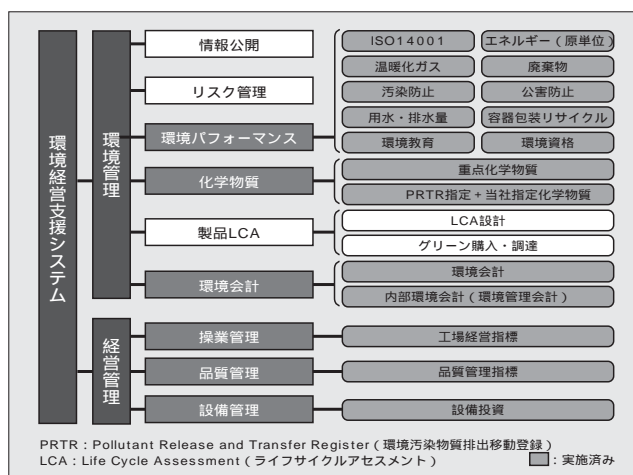 環境経営支援システム
環境管理
情報公開
リスク管理
環境パフォーマンス
ISO14001
エネルギー（原単位）
温暖化ガス
廃棄物
汚染防止
公害防止
用水・排水量
容器包装リサイクル
環境教育
環境資格
化学物質
重点化学物質
PRTR指定＋当社指定化学物質
製品LCA
LCA設計
グリーン購入・調達
環境会計
環境会計
内部環境会計（環境管理会計）
経営管理
操業管理
工場経営指標
品質管理
品質管理指標
設備管理
設備投資
PRTR：Pollutant Release and Transfer Register（環境汚染物質排出移動登録）
LCA：Life Cycle Assessment（ライフサイクルアセスメント）
：実施済み